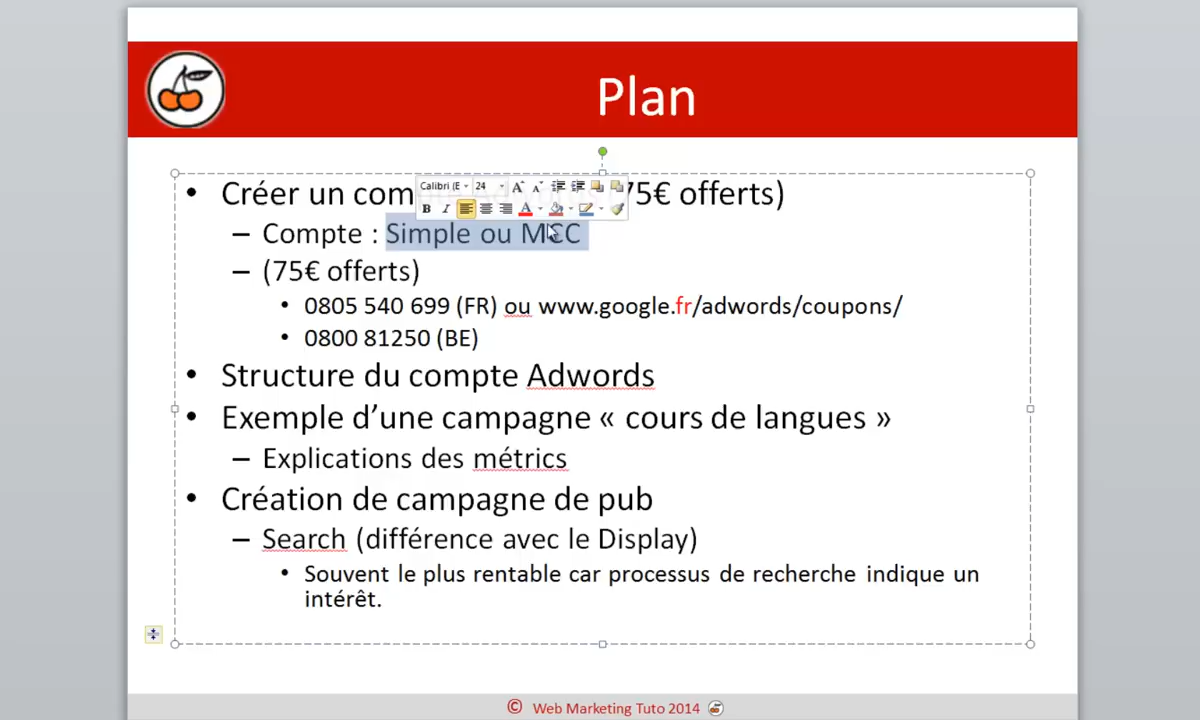 Plan
• Créer un com 75€ offerts)
Calibri (E 24
B I A
– Compte : Simple ou MCC
– (75€ offerts)
• 0805 540 699 (FR) ou www.google.fr/adwords/coupons/
• 0800 81250 (BE)
• Structure du compte Adwords
• Exemple d’une campagne « cours de langues »
– Explications des métrics
• Création de campagne de pub
– Search (différence avec le Display)
• Souvent le plus rentable car processus de recherche indique un
intérêt.
© Web Marketing Tuto 2014